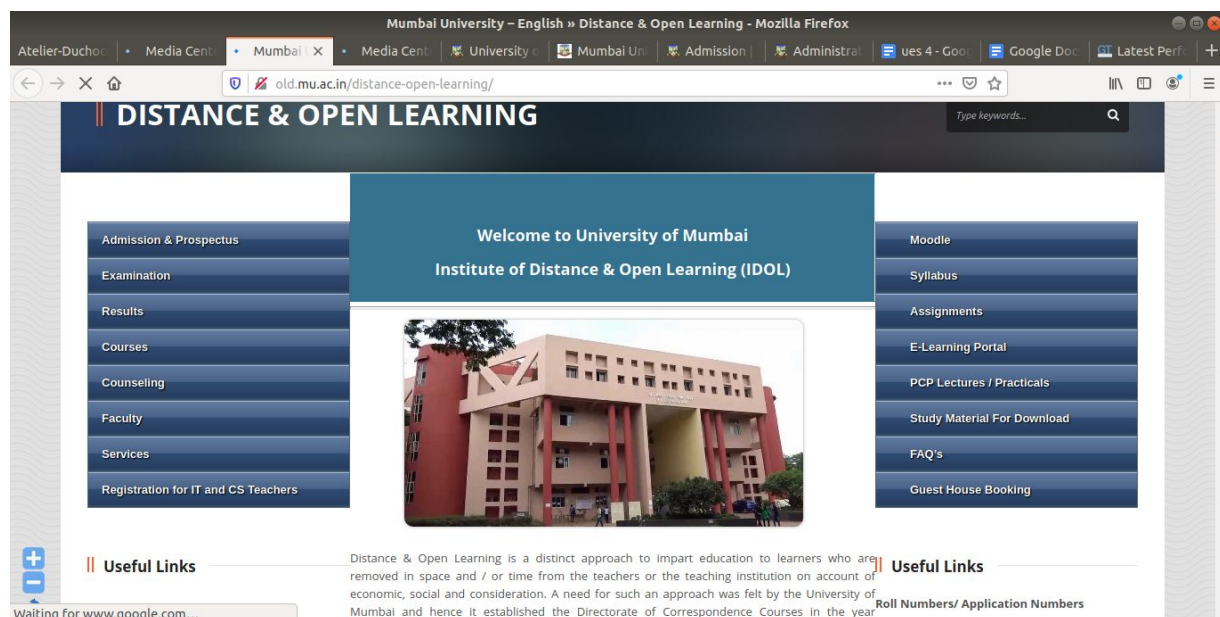 Mumbai University – English » Distance & Open Learning - Mozilla Firefox
Atelier-Duchoc
Media Cent
Mumbai
Media Cent
University o
Mumbai Uni
Admission |
Administrat
ues 4 - Goo
Google Doc
Latest Perfo
old.mu.ac.in/distance-open-learning/
DISTANCE & OPEN LEARNING
Type keywords...
Welcome to University of Mumbai
Institute of Distance & Open Learning (IDOL)
Admission & Prospectus
Examination
Results
Courses
Counseling
Faculty
Services
Registration for IT and CS Teachers
Moodle
Syllabus
Assignments
E-Learning Portal
PCP Lectures / Practicals
Study Material For Download
FAQ's
Guest House Booking
Useful Links
Distance & Open Learning is a distinct approach to impart education to learners who are
removed in space and / or time from the teachers or the teaching institution on account of
economic, social and consideration. A need for such an approach was felt by the University of
Mumbai and hence it established the Directorate of Correspondence Courses in the year
Useful Links
Roll Numbers/ Application Numbers
Waiting for www.google.com...